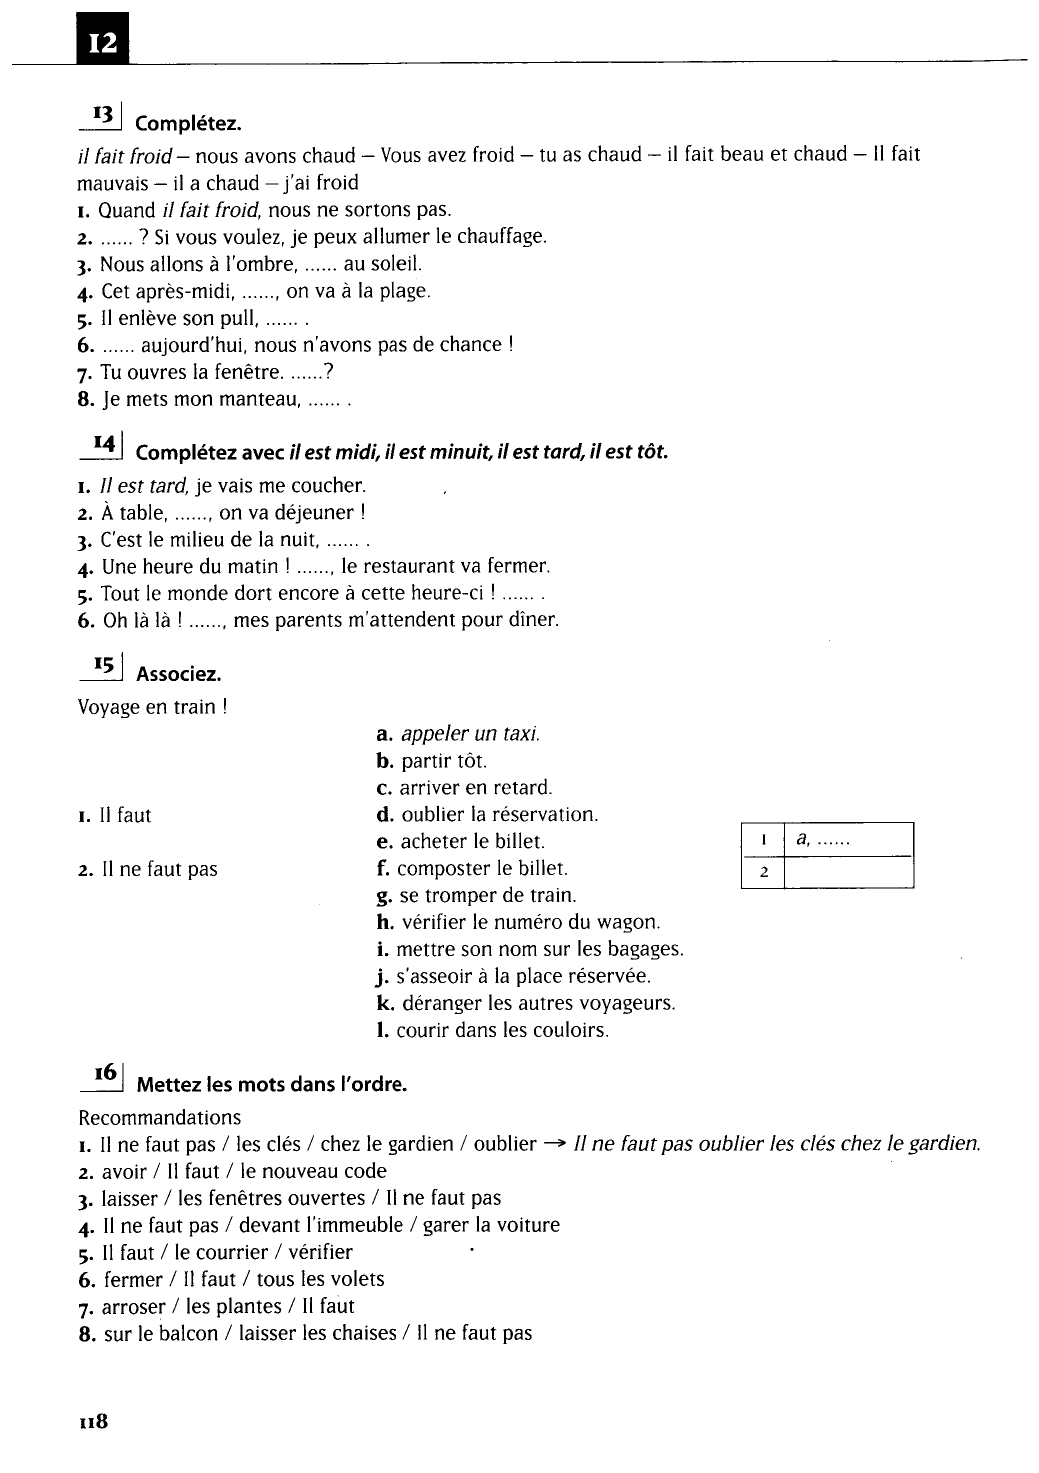 12
13 Complétez.
il fait froid – nous avons chaud – Vous avez froid – tu as chaud – il fait beau et chaud – Il fait
mauvais – il a chaud – j'ai froid
1. Quand il fait froid, nous ne sortons pas.
2. ...... ? Si vous voulez, je peux allumer le chauffage.
3. Nous allons à l'ombre, ...... au soleil.
4. Cet après-midi, ......, on va à la plage.
5. Il enlève son pull, ...... .
6. ...... aujourd'hui, nous n'avons pas de chance !
7. Tu ouvres la fenêtre. ......?
8. Je mets mon manteau, ...... .
14 Complétez avec il est midi, il est minuit, il est tard, il est tôt.
1. Il est tard, je vais me coucher.
2. À table, ......, on va déjeuner !
3. C'est le milieu de la nuit, ...... .
4. Une heure du matin ! ......, le restaurant va fermer.
5. Tout le monde dort encore à cette heure-ci ! ...... .
6. Oh là là ! ......, mes parents m'attendent pour dîner.
15 Associez.
Voyage en train !
a. appeler un taxi.
b. partir tôt.
c. arriver en retard.
1. Il faut d. oublier la réservation.
e. acheter le billet. 1 a, ......
2. Il ne faut pas f. composter le billet. 2
g. se tromper de train.
h. vérifier le numéro du wagon.
i. mettre son nom sur les bagages.
j. s'asseoir à la place réservée.
k. déranger les autres voyageurs.
l. courir dans les couloirs.
16 Mettez les mots dans l'ordre.
Recommandations
1. Il ne faut pas / les clés / chez le gardien / oublier → Il ne faut pas oublier les clés chez le gardien.
2. avoir / Il faut / le nouveau code
3. laisser / les fenêtres ouvertes / Il ne faut pas
4. Il ne faut pas / devant l'immeuble / garer la voiture
5. Il faut / le courrier / vérifier
6. fermer / Il faut / tous les volets
7. arroser / les plantes / Il faut
8. sur le balcon / laisser les chaises / Il ne faut pas
118